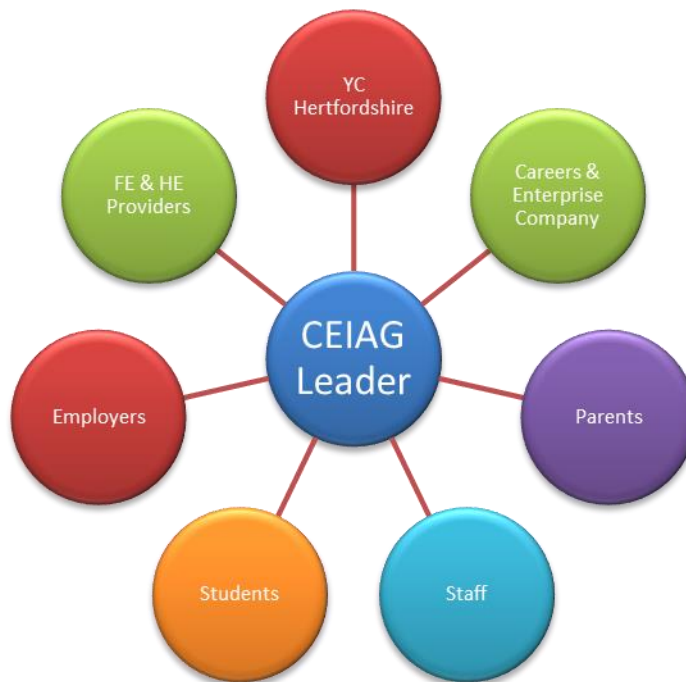 YC
Hertfordshire
FE & HE
Providers
Careers &
Enterprise
Company
CEIAG
Leader
Employers
Parents
Students
Staff